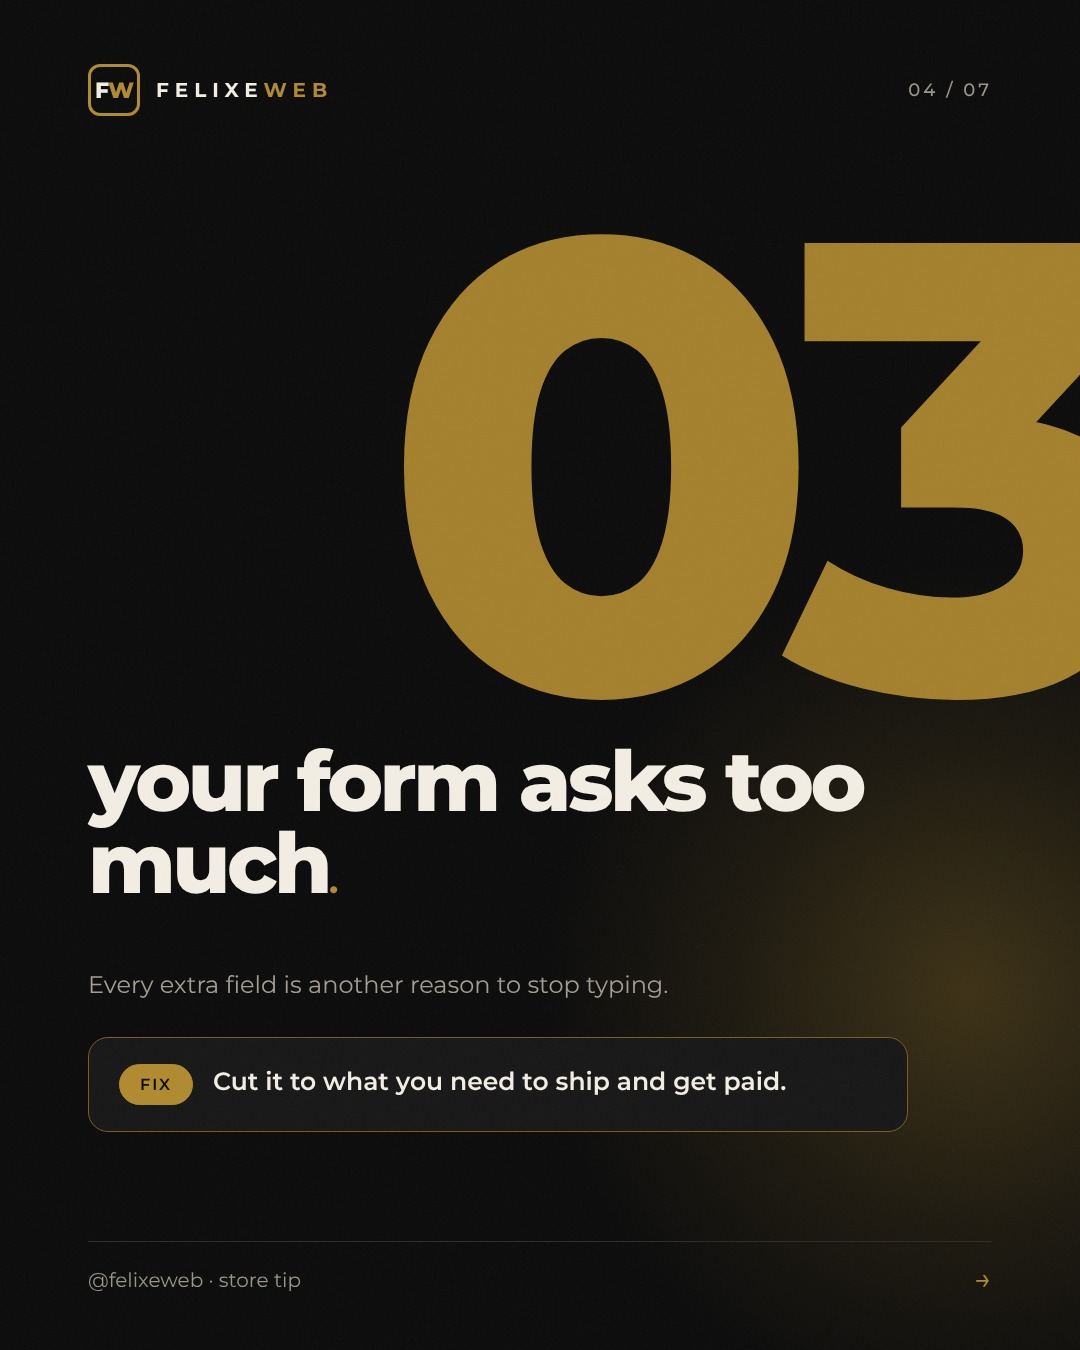 FW FELIXEWEB
04 / 07
03
your form asks too
much.
Every extra field is another reason to stop typing.
FIX Cut it to what you need to ship and get paid.
@felixeweb · store tip →